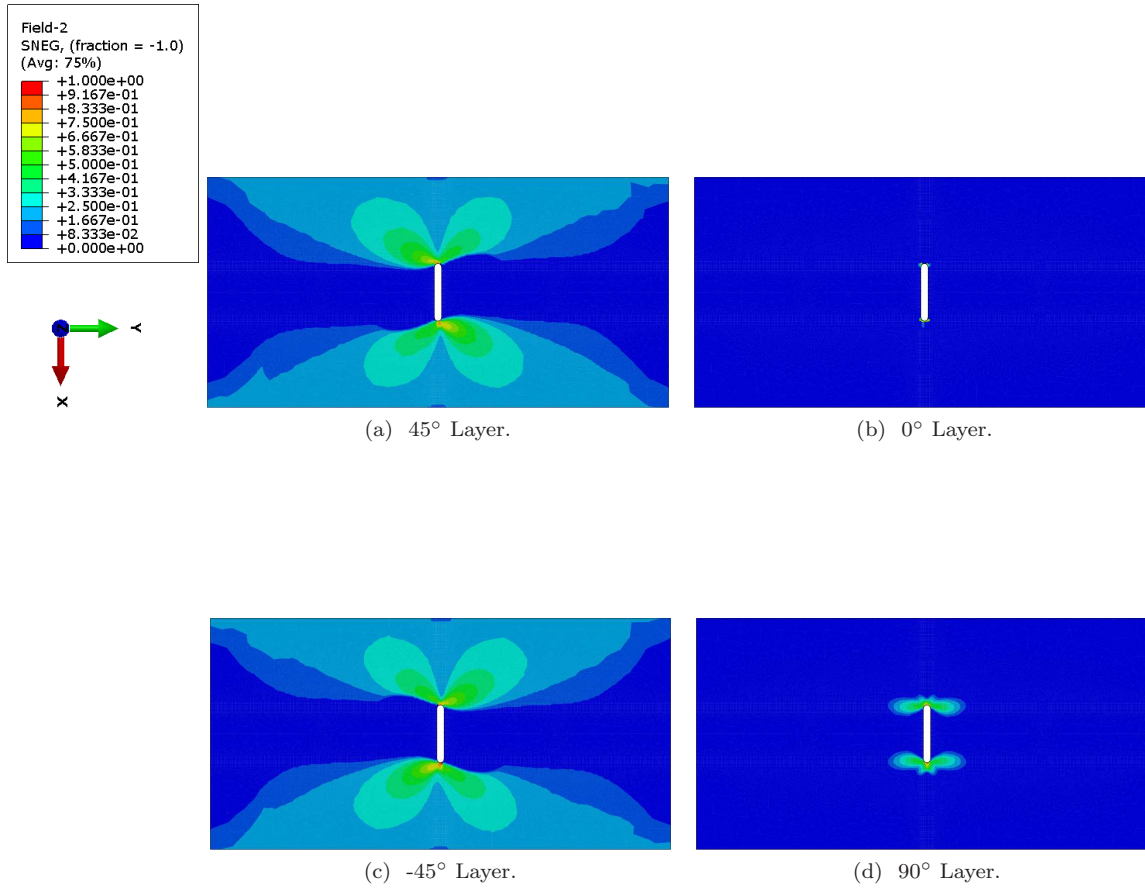 Field-2
SNEG, (fraction = -1.0)
(Avg: 75%)
+1.000e+00
+9.167e-01
+8.333e-01
+7.500e-01
+6.667e-01
+5.833e-01
+5.000e-01
+4.167e-01
+3.333e-01
+2.500e-01
+1.667e-01
+8.333e-02
+0.000e+00
Z
Y
X
(a) 45° Layer.
(b) 0° Layer.
(c) -45° Layer.
(d) 90° Layer.